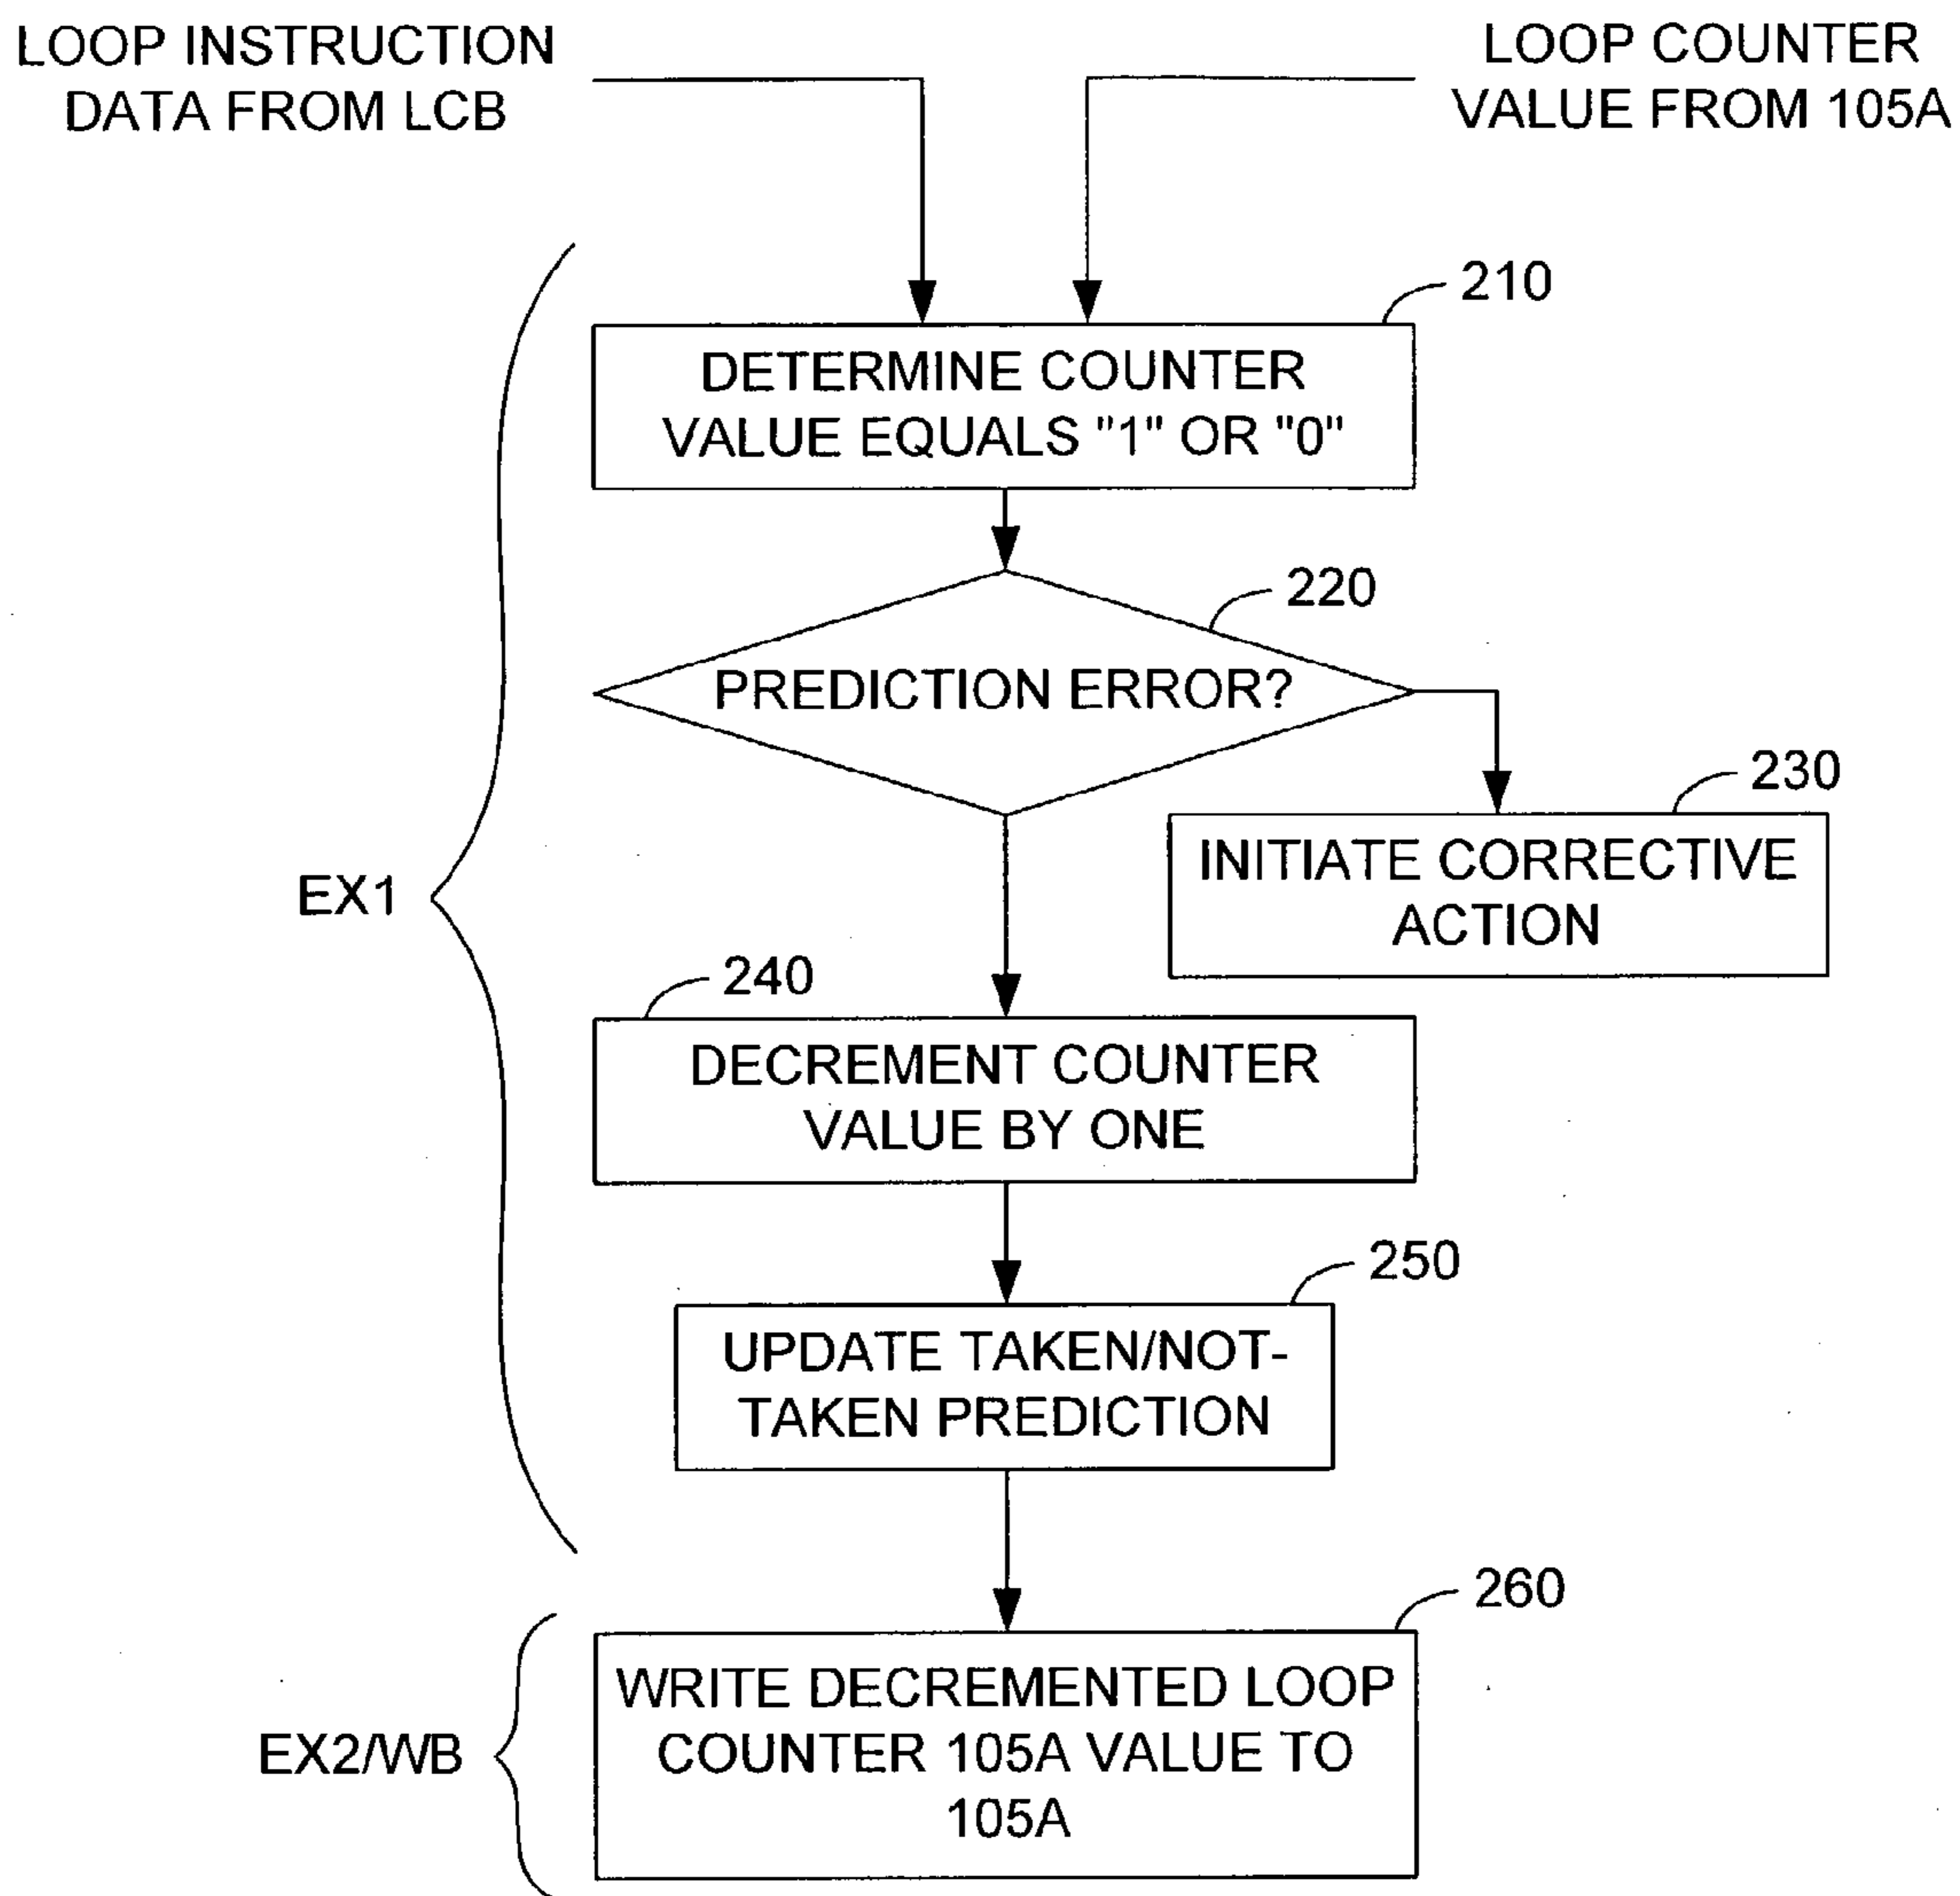 LOOP INSTRUCTION
DATA FROM LCB
LOOP COUNTER
VALUE FROM 105A
210
DETERMINE COUNTER
VALUE EQUALS "1" OR "0"
220
PREDICTION ERROR?
230
INITIATE CORRECTIVE
ACTION
EX1
240
DECREMENT COUNTER
VALUE BY ONE
250
UPDATE TAKEN/NOT-
TAKEN PREDICTION
260
WRITE DECREMENTED LOOP
COUNTER 105A VALUE TO
105A
EX2/WB